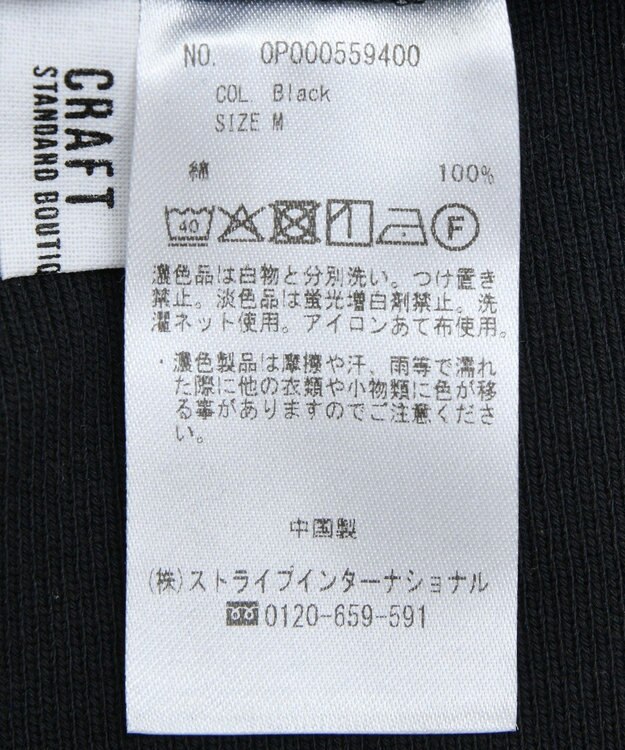 CRAFT
STANDARD BOUTIQ
NO. 0P000559400
COL Black
SIZE M
綿 100%
40
F
濃色品は白物と分別洗い。つけ置き
禁止。淡色品は蛍光増白剤禁止。洗
濯ネット使用。アイロンあて布使用。
・濃色製品は摩擦や汗、雨等で濡れ
た際に他の衣類や小物類に色が移
る事がありますのでご注意くださ
い。
中国製
(株)ストライプインターナショナル
0120-659-591